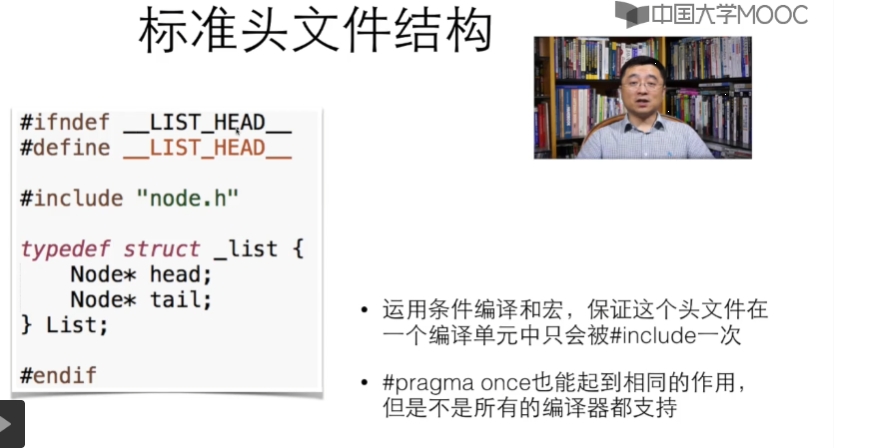 中国大学MOOC
标准头文件结构
#ifndef __LIST_HEAD__
#define __LIST_HEAD__
#include "node.h"
typedef struct _list {
Node* head;
Node* tail;
} List;
#endif
• 运用条件编译和宏，保证这个头文件在
一个编译单元中只会被#include一次
• #pragma once也能起到相同的作用，
但是不是所有的编译器都支持